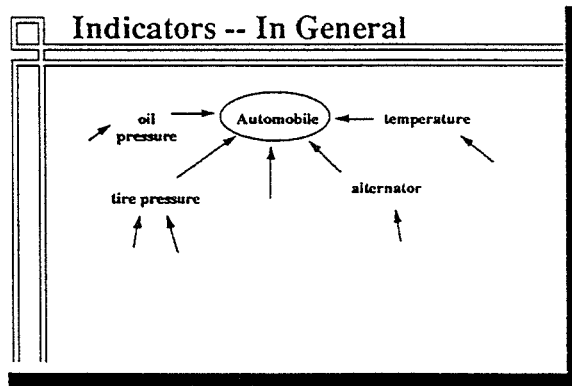 Indicators -- In General
oil
pressure
Automobile
temperature
tire pressure
alternator